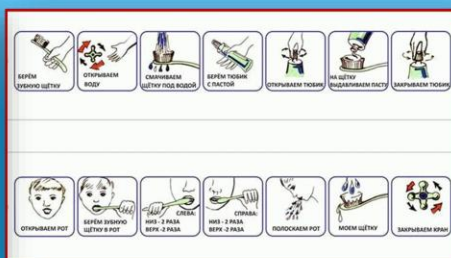 БЕРЁМ
ЗУБНУЮ ЩЁТКУ
ОТКРЫВАЕМ
ВОДУ
СМАЧИВАЕМ
ЩЁТКУ ПОД ВОДОЙ
БЕРЁМ ТЮБИК
С ПАСТОЙ
ОТКРЫВАЕМ ТЮБИК
НА ЩЁТКУ
ВЫДАВЛИВАЕМ ПАСТУ
ЗАКРЫВАЕМ ТЮБИК
ОТКРЫВАЕМ РОТ
БЕРЁМ ЗУБНУЮ
ЩЁТКУ В РОТ
СЛЕВА:
НИЗ - 2 РАЗА
ВЕРХ -2 РАЗА
СПРАВА:
НИЗ - 2 РАЗА
ВЕРХ -2 РАЗА
ПОЛОСКАЕМ РОТ
МОЕМ ЩЁТКУ
ЗАКРЫВАЕМ КРАН